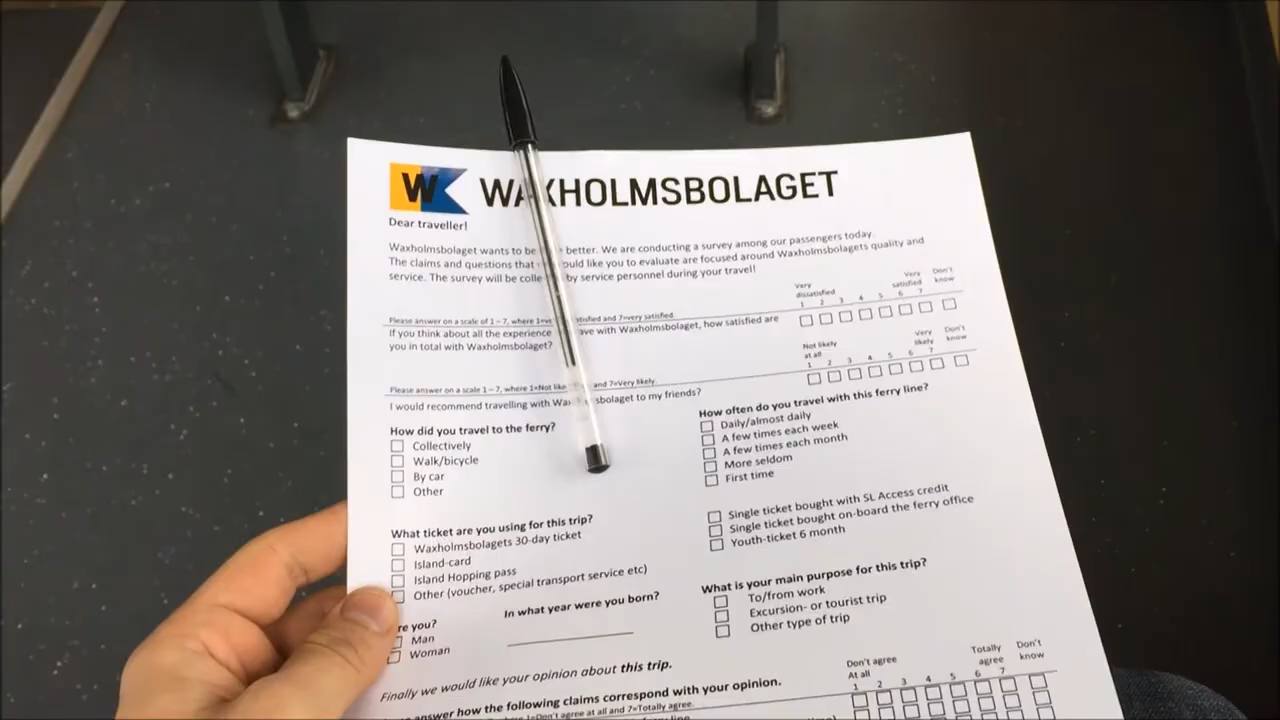 W WAXHOLMSBOLAGET
Dear traveller!
Waxholmsbolaget wants to be better. We are conducting a survey among our passengers today.
The claims and questions that would like you to evaluate are focused around Waxholmsbolagets quality and
service. The survey will be by service personnel during your travel!
Very dissatisfied Very satisfied Don't know
1 2 3 4 5 6 7
Please answer on a scale of 1 – 7, where and 7=very satisfied.
If you think about all the experience with Waxholmsbolaget, how satisfied are
you in total with Waxholmsbolaget?
Not likely at all Very likely Don't know
1 2 3 4 5 6 7
Please answer on a scale 1 – 7, where 1=Not and 7=Very likely.
I would recommend travelling with to my friends?
How did you travel to the ferry?
Collectively
Walk/bicycle
By car
Other
How often do you travel with this ferry line?
Daily/almost daily
A few times each week
A few times each month
More seldom
First time
What ticket are you using for this trip?
Waxholmsbolagets 30-day ticket
Island-card
Island Hopping pass
Other (voucher, special transport service etc)
Single ticket bought with SL Access credit
Single ticket bought on-board the ferry office
Youth-ticket 6 month
you?
Man
Woman
In what year were you born?
What is your main purpose for this trip?
To/from work
Excursion- or tourist trip
Other type of trip
Finally we would like your opinion about this trip.
answer how the following claims correspond with your opinion.
Don't agree At all Totally agree Don't know
1 2 3 4 5 6 7
1=Don't agree at all and 7=Totally agree.